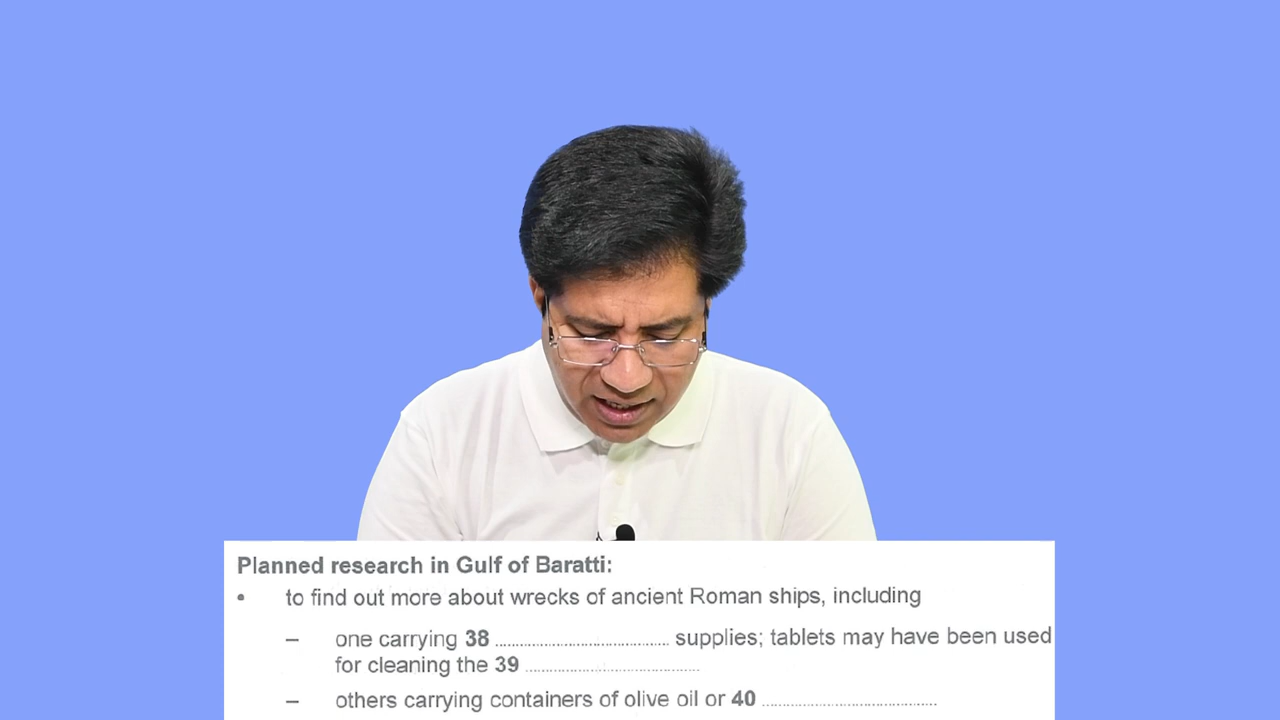 Planned research in Gulf of Baratti:
• to find out more about wrecks of ancient Roman ships, including
– one carrying 38 ........................................ supplies; tablets may have been used
for cleaning the 39 ........................................
– others carrying containers of olive oil or 40 ........................................